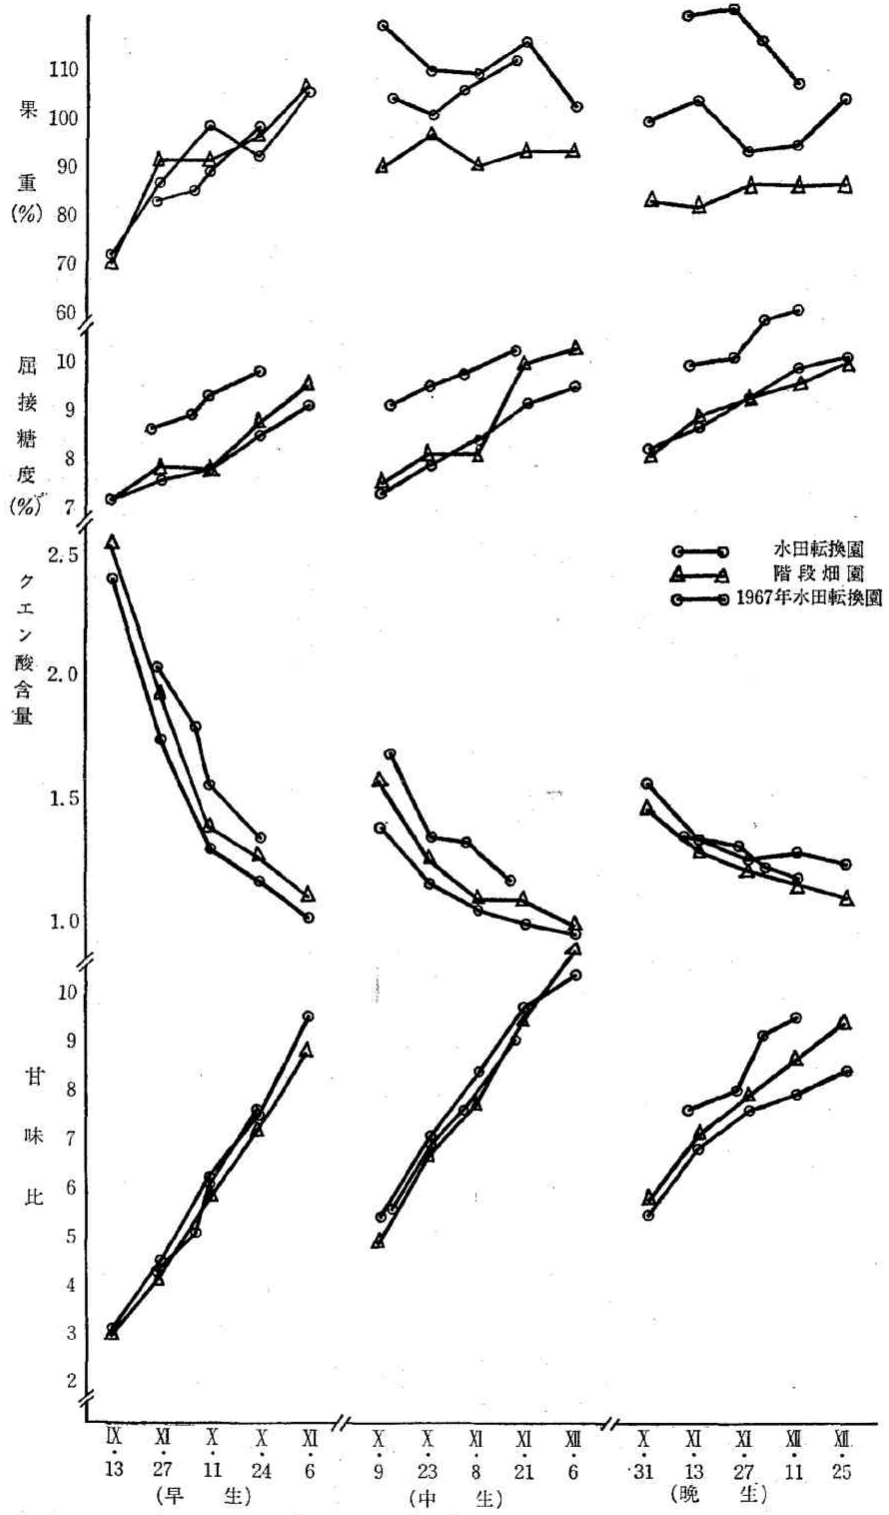 果
重
(%)
110
100
90
80
70
60
屈
接
糖
度
(%)
10
9
8
7
クエン酸含量
2.5
2.0
1.5
1.0
甘
味
比
10
9
8
7
6
5
4
3
2
水田転換園
階段畑園
1967年水田転換園
Ⅸ Ⅺ Ⅹ Ⅹ Ⅺ Ⅹ Ⅹ Ⅺ Ⅺ Ⅻ Ⅹ Ⅺ Ⅺ Ⅻ Ⅻ
・ ・ ・ ・ ・ ・ ・ ・ ・ ・ ・ ・ ・ ・ ・
13 27 11 24 6 9 23 8 21 6 31 13 27 11 25
(早 生) (中 生) (晩 生)